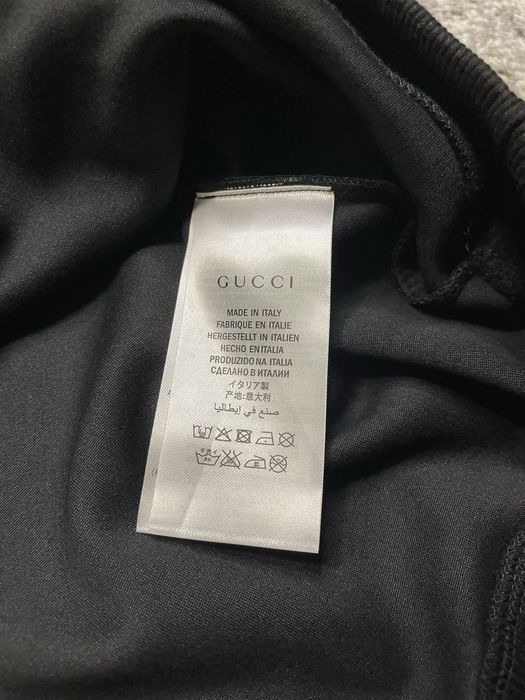 GUCCI
MADE IN ITALY
FABRIQUE EN ITALIE
HERGESTELLT IN ITALIEN
HECHO EN ITALIA
PRODUZIDO NA ITALIA
СДЕЛАНО В ИТАЛИИ
イタリア製
产地:意大利
صنع في إيطاليا